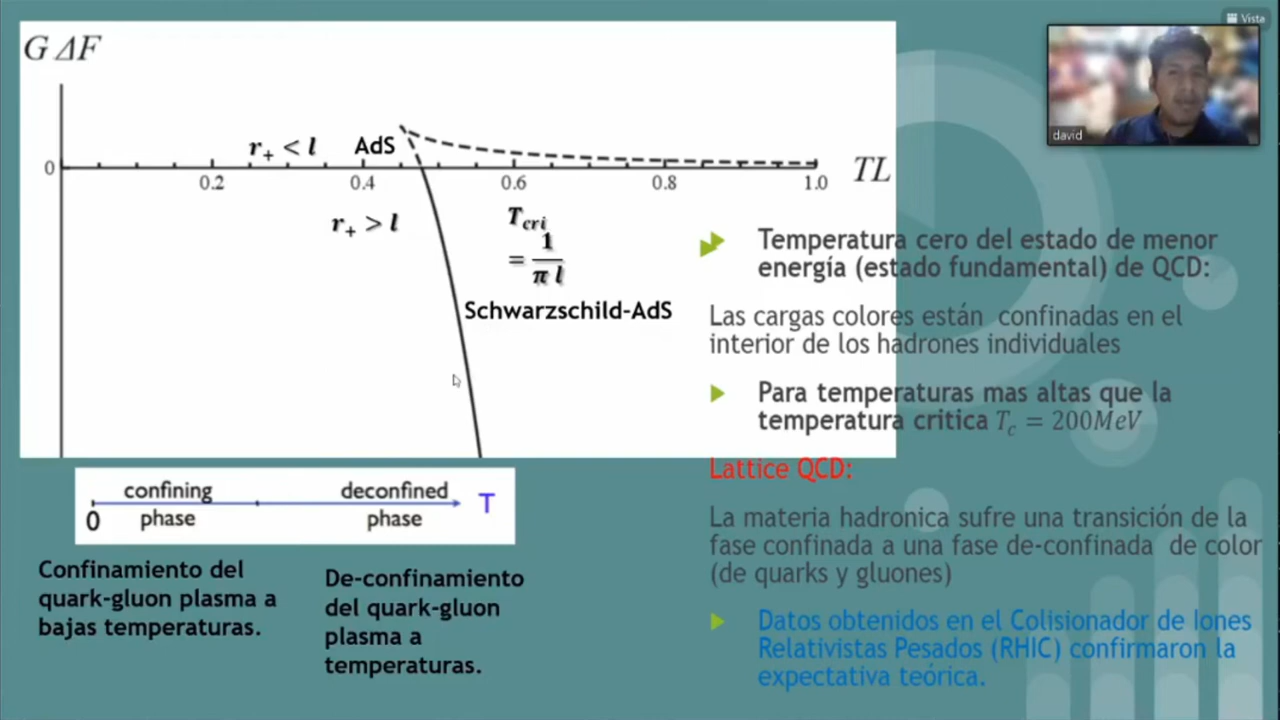 Vista
G ΔF
david
r₊ < l AdS
0
0.2 0.4 0.6 0.8 1.0 TL
r₊ > l
T_cri
= 1/(π l)
Schwarzschild-AdS
Temperatura cero del estado de menor
energía (estado fundamental) de QCD:
Las cargas colores están confinadas en el
interior de los hadrones individuales
Para temperaturas mas altas que la
temperatura critica T_c = 200MeV
Lattice QCD:
La materia hadronica sufre una transición de la
fase confinada a una fase de-confinada de color
(de quarks y gluones)
Datos obtenidos en el Colisionador de Iones
Relativistas Pesados (RHIC) confirmaron la
expectativa teórica.
confining deconfined
0 phase phase T
Confinamiento del
quark-gluon plasma a
bajas temperaturas.
De-confinamiento
del quark-gluon
plasma a
temperaturas.